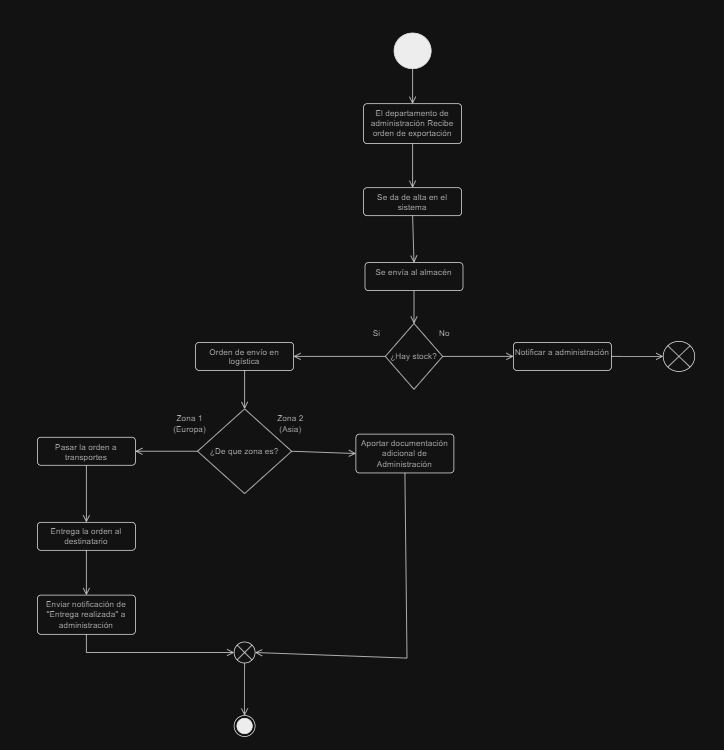 El departamento de
administración Recibe
orden de exportación
Se da de alta en el
sistema
Se envía al almacén
Si
No
¿Hay stock?
Orden de envío en
logística
Notificar a administración
Zona 1
(Europa)
Zona 2
(Asia)
¿De que zona es?
Pasar la orden a
transportes
Aportar documentación
adicional de
Administración
Entrega la orden al
destinatario
Enviar notificación de
"Entrega realizada" a
administración